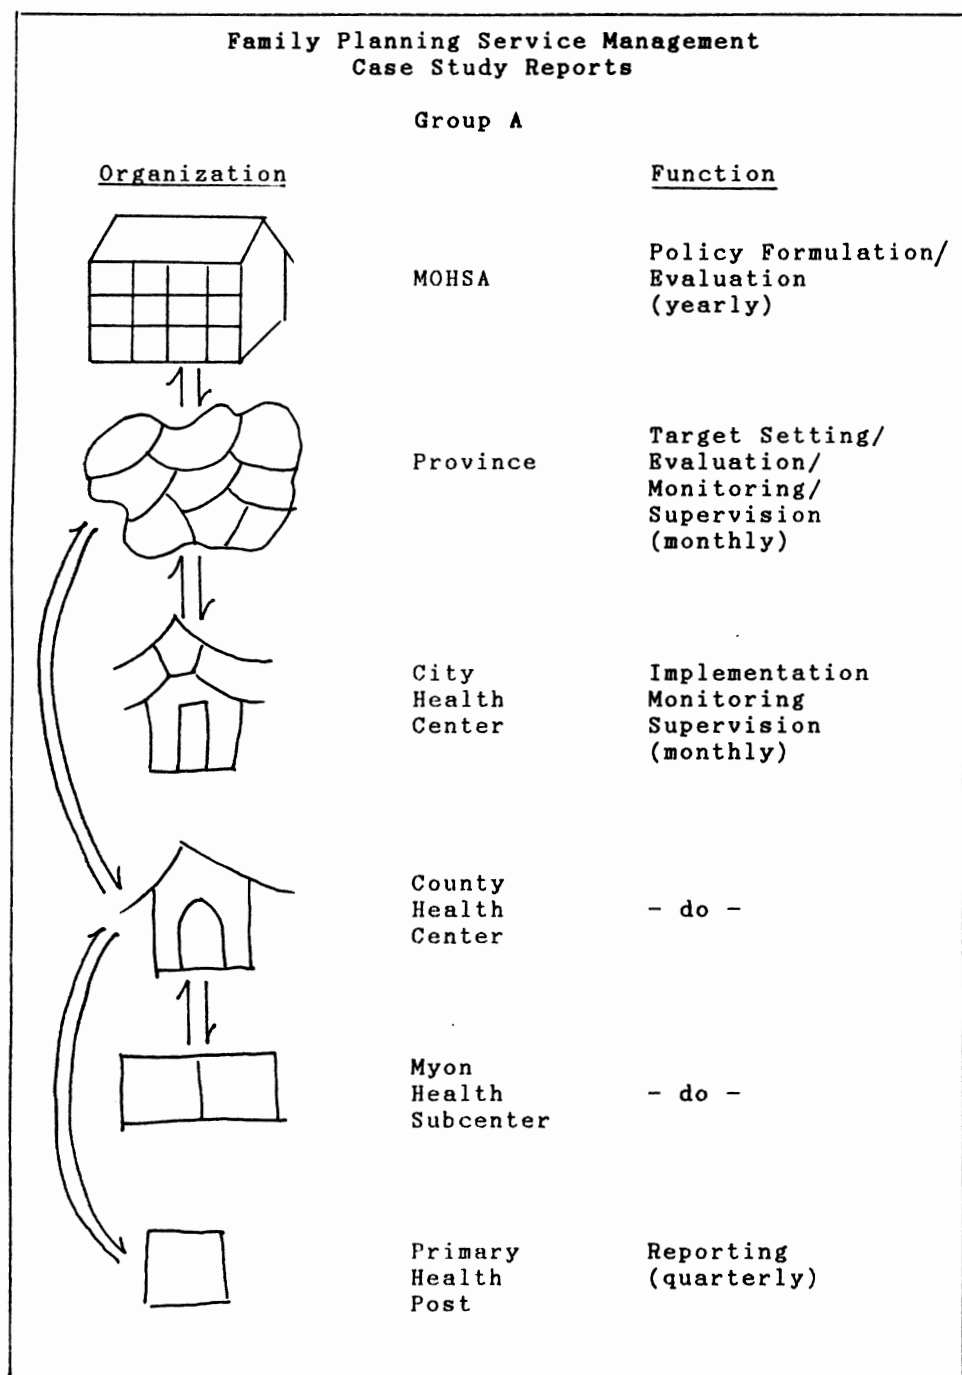 Family Planning Service Management
Case Study Reports
Group A
Organization
Function
MOHSA
Policy Formulation/
Evaluation
(yearly)
Province
Target Setting/
Evaluation/
Monitoring/
Supervision
(monthly)
City
Health
Center
Implementation
Monitoring
Supervision
(monthly)
County
Health
Center
- do -
Myon
Health
Subcenter
- do -
Primary
Health
Post
Reporting
(quarterly)